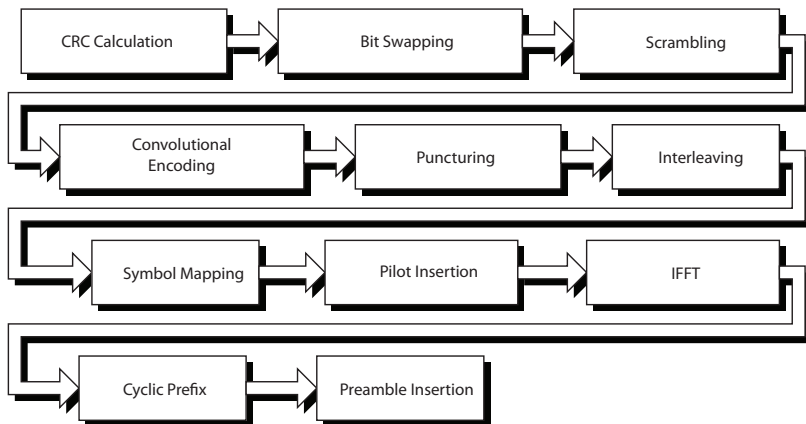 CRC Calculation
Bit Swapping
Scrambling
Convolutional
Encoding
Puncturing
Interleaving
Symbol Mapping
Pilot Insertion
IFFT
Cyclic Prefix
Preamble Insertion